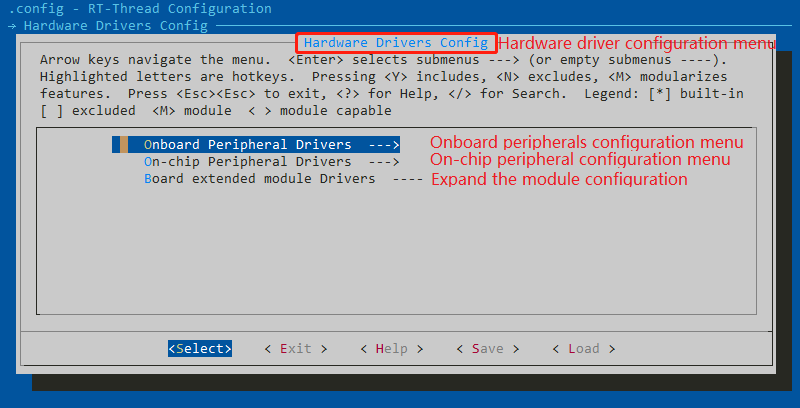 .config - RT-Thread Configuration
→ Hardware Drivers Config
Hardware Drivers Config Hardware driver configuration menu
Arrow keys navigate the menu. <Enter> selects submenus ---> (or empty submenus ----).
Highlighted letters are hotkeys. Pressing <Y> includes, <N> excludes, <M> modularizes
features. Press <Esc><Esc> to exit, <?> for Help, </> for Search. Legend: [*] built-in
[ ] excluded <M> module < > module capable
Onboard Peripheral Drivers ---> Onboard peripherals configuration menu
On-chip Peripheral Drivers ---> On-chip peripheral configuration menu
Board extended module Drivers ---- Expand the module configuration
<Select> < Exit > < Help > < Save > < Load >